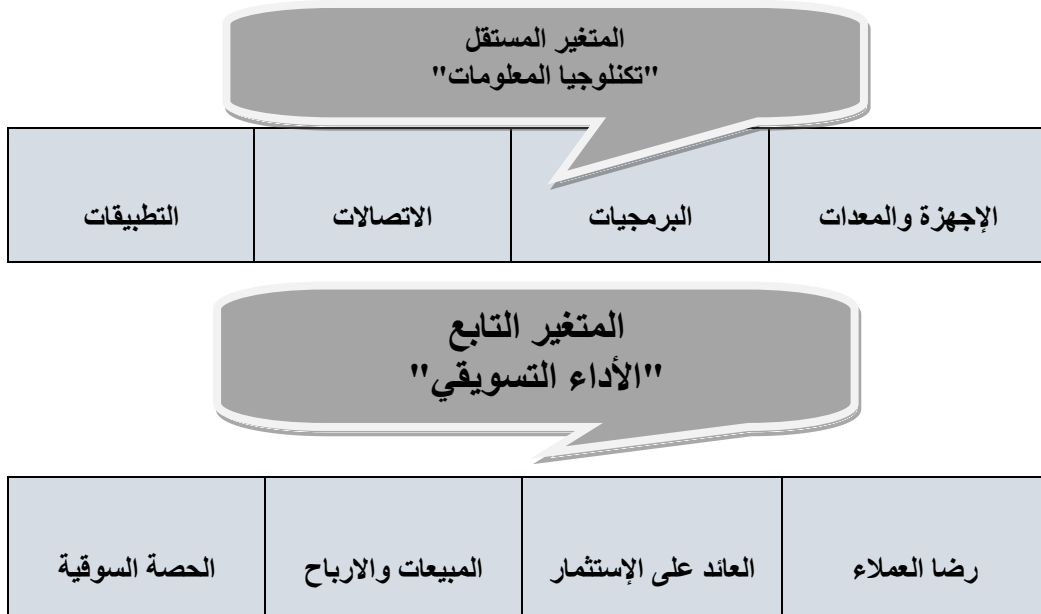 المتغير المستقل
"تكنلوجيا المعلومات"
الإجهزة والمعدات
البرمجيات
الاتصالات
التطبيقات
المتغير التابع
"الأداء التسويقي"
رضا العملاء
العائد على الإستثمار
المبيعات والارباح
الحصة السوقية